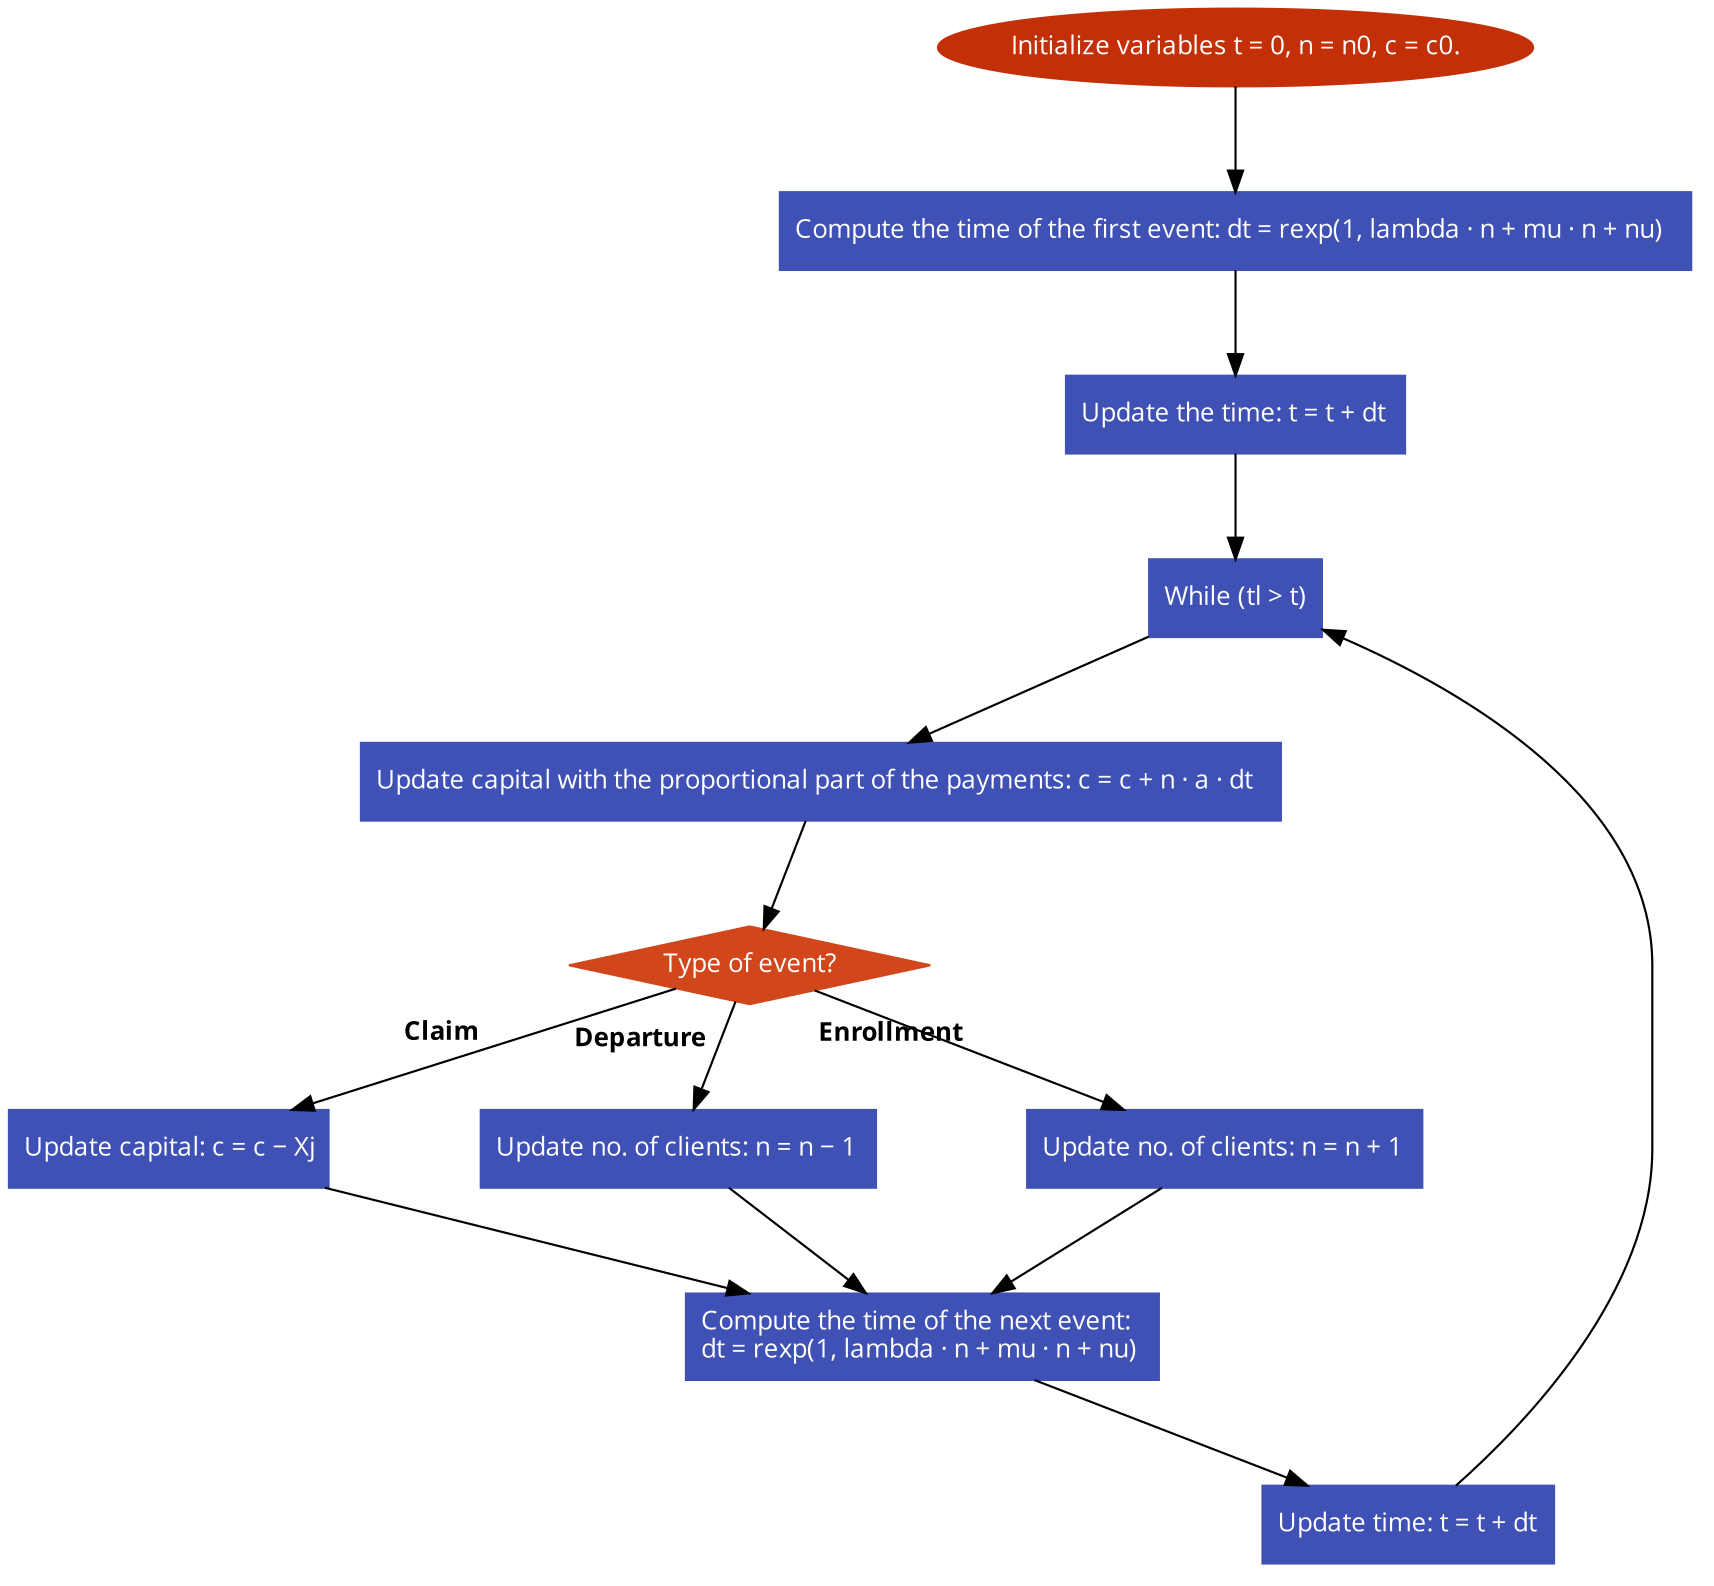 Initialize variables t = 0, n = n0, c = c0.
Compute the time of the first event: dt = rexp(1, lambda · n + mu · n + nu)
Update the time: t = t + dt
While (tl > t)
Update capital with the proportional part of the payments: c = c + n · a · dt
Type of event?
Claim
Departure
Enrollment
Update capital: c = c − Xj
Update no. of clients: n = n − 1
Update no. of clients: n = n + 1
Compute the time of the next event:
dt = rexp(1, lambda · n + mu · n + nu)
Update time: t = t + dt